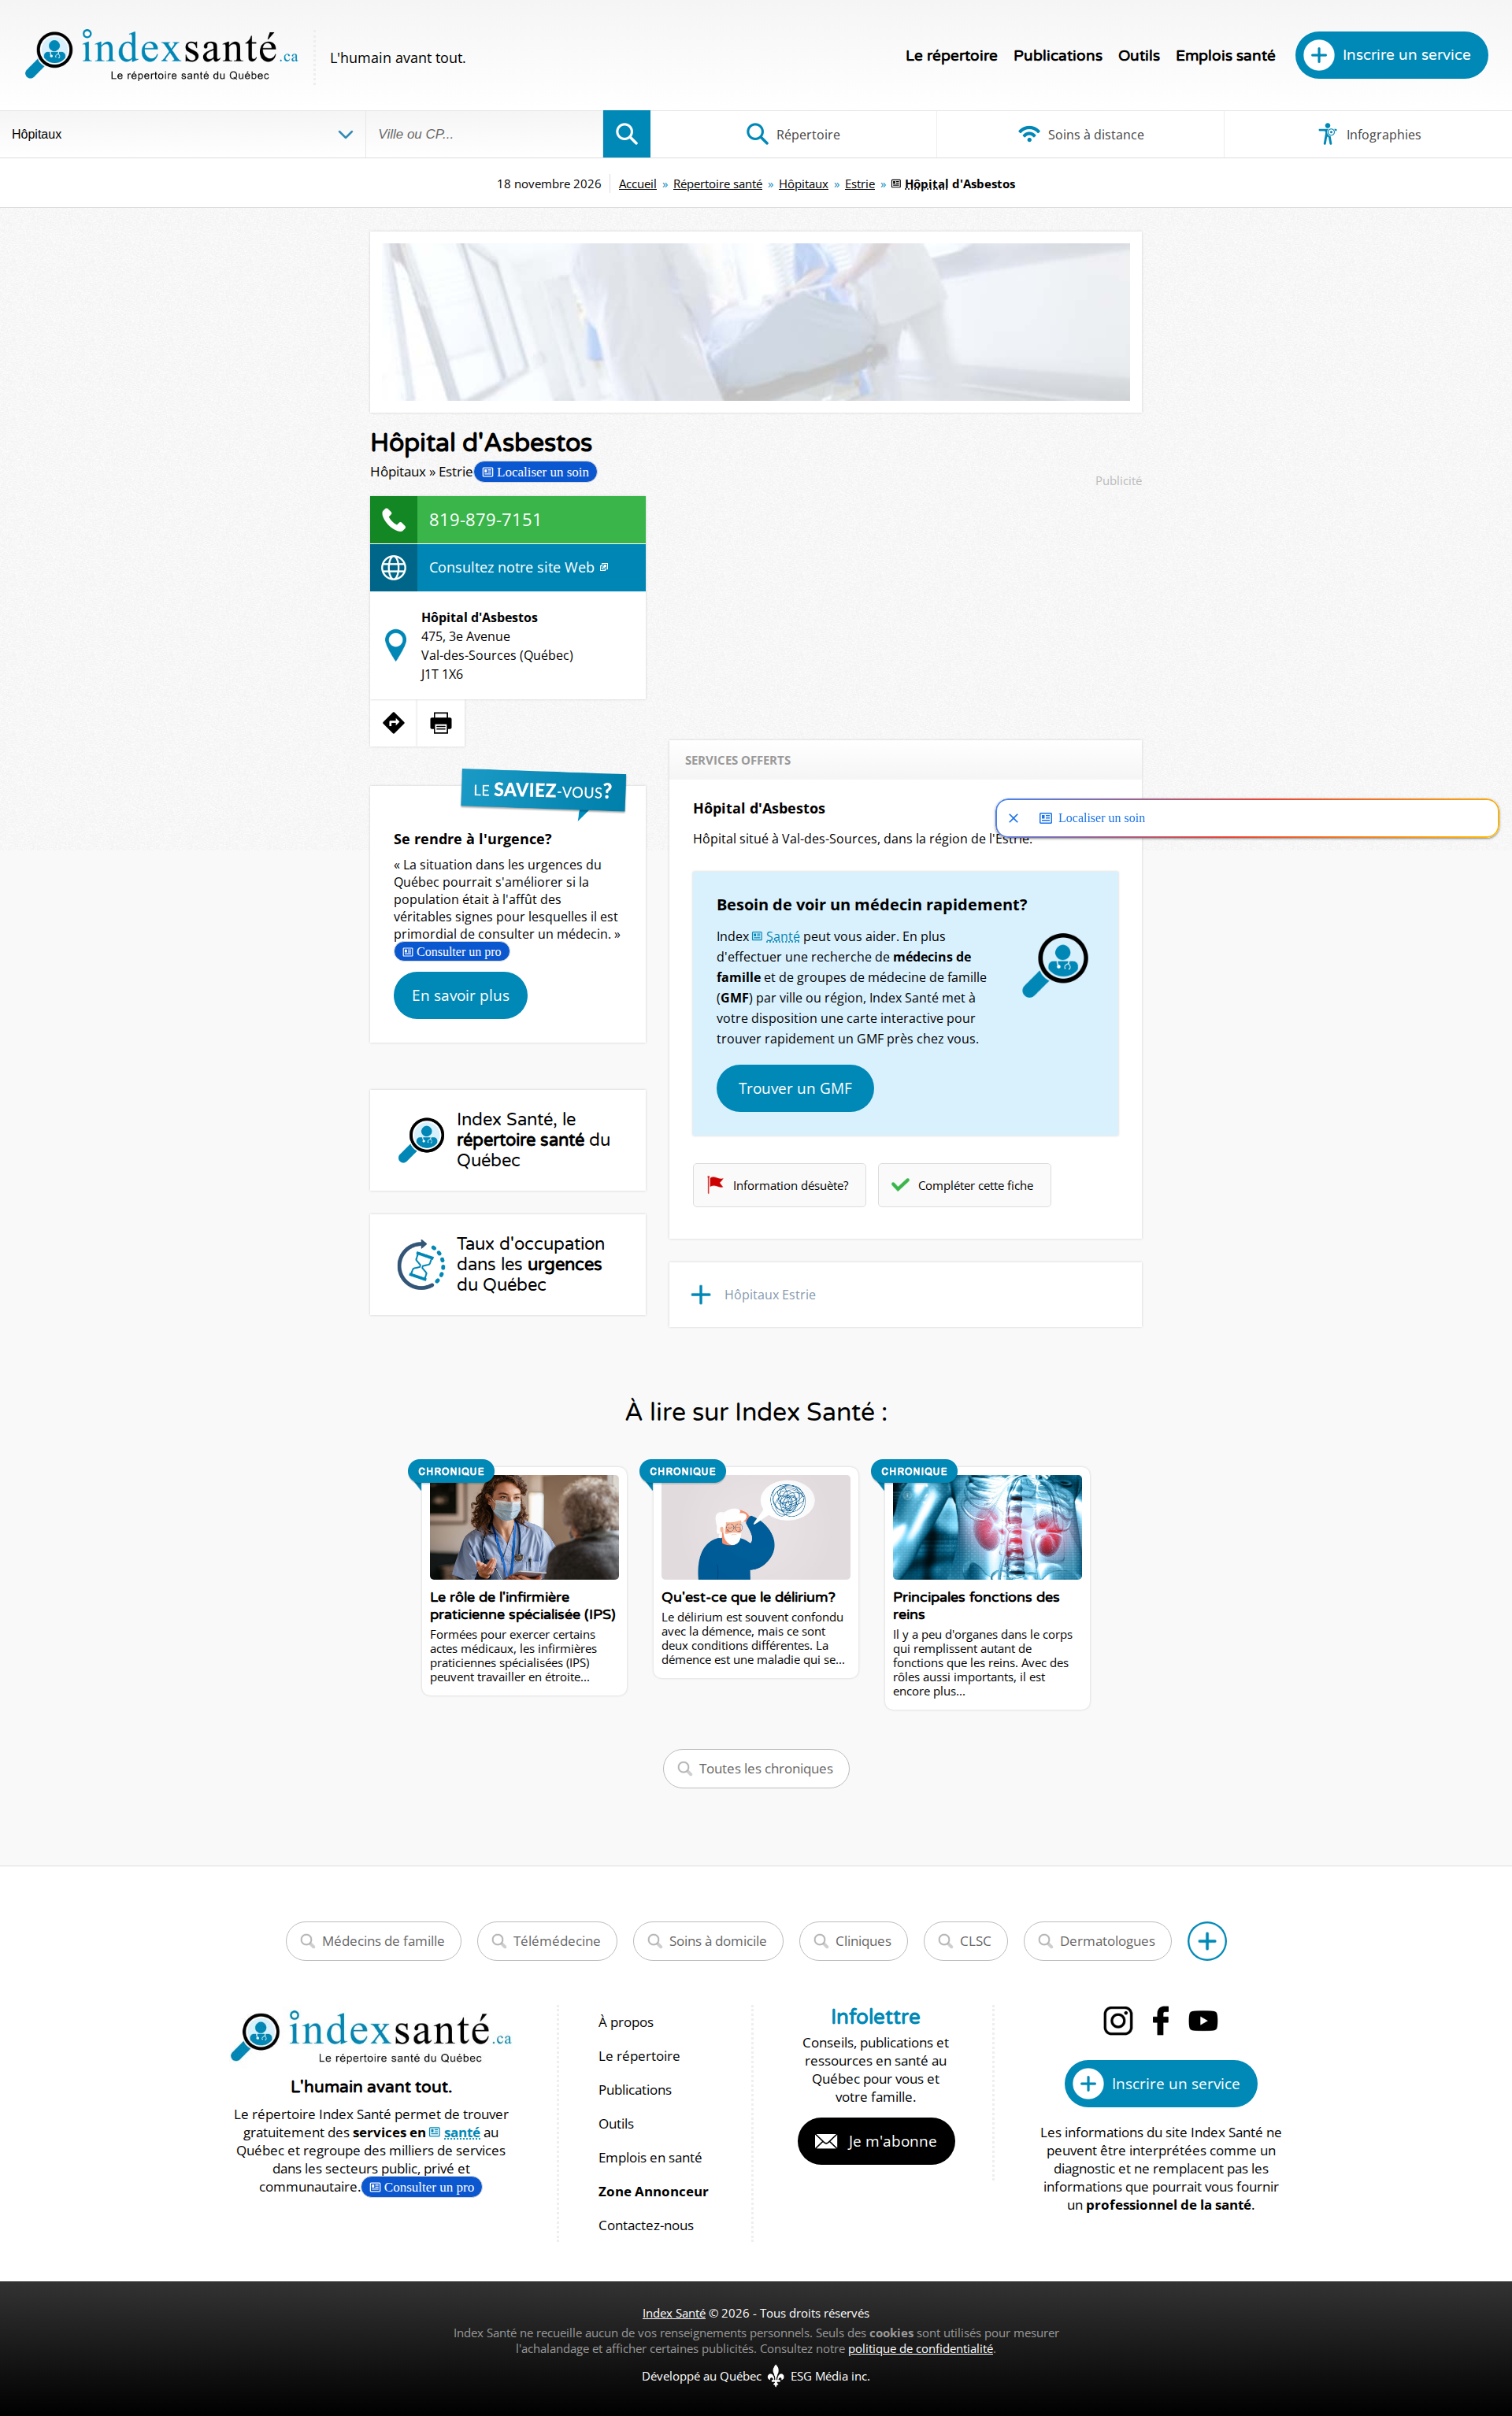 indexsanté.ca
Le répertoire santé du Québec
L'humain avant tout.
Le répertoire
Publications
Outils
Emplois santé
Inscrire un service
Hôpitaux
Ville ou CP...
Répertoire
Soins à distance
Infographies
18 novembre 2026
Accueil » Répertoire santé » Hôpitaux » Estrie » Hôpital d'Asbestos
Hôpital d'Asbestos
Hôpitaux » Estrie Localiser un soin
Publicité
819-879-7151
Consultez notre site Web
Hôpital d'Asbestos
475, 3e Avenue
Val-des-Sources (Québec)
J1T 1X6
LE SAVIEZ-VOUS?
Se rendre à l'urgence?
« La situation dans les urgences du
Québec pourrait s'améliorer si la
population était à l'affût des
véritables signes pour lesquelles il est
primordial de consulter un médecin. »
Consulter un pro
En savoir plus
Index Santé, le
répertoire santé du
Québec
Taux d'occupation
dans les urgences
du Québec
SERVICES OFFERTS
Hôpital d'Asbestos
Hôpital situé à Val-des-Sources, dans la région de l'Estrie.
Localiser un soin
Besoin de voir un médecin rapidement?
Index Santé peut vous aider. En plus
d'effectuer une recherche de médecins de
famille et de groupes de médecine de famille
(GMF) par ville ou région, Index Santé met à
votre disposition une carte interactive pour
trouver rapidement un GMF près chez vous.
Trouver un GMF
Information désuète?
Compléter cette fiche
Hôpitaux Estrie
À lire sur Index Santé :
CHRONIQUE
Le rôle de l'infirmière
praticienne spécialisée (IPS)
Formées pour exercer certains
actes médicaux, les infirmières
praticiennes spécialisées (IPS)
peuvent travailler en étroite...
CHRONIQUE
Qu'est-ce que le délirium?
Le délirium est souvent confondu
avec la démence, mais ce sont
deux conditions différentes. La
démence est une maladie qui se...
CHRONIQUE
Principales fonctions des
reins
Il y a peu d'organes dans le corps
qui remplissent autant de
fonctions que les reins. Avec des
rôles aussi importants, il est
encore plus...
Toutes les chroniques
Médecins de famille
Télémédecine
Soins à domicile
Cliniques
CLSC
Dermatologues
indexsanté.ca
Le répertoire santé du Québec
L'humain avant tout.
Le répertoire Index Santé permet de trouver
gratuitement des services en santé au
Québec et regroupe des milliers de services
dans les secteurs public, privé et
communautaire. Consulter un pro
À propos
Le répertoire
Publications
Outils
Emplois en santé
Zone Annonceur
Contactez-nous
Infolettre
Conseils, publications et
ressources en santé au
Québec pour vous et
votre famille.
Je m'abonne
Inscrire un service
Les informations du site Index Santé ne
peuvent être interprétées comme un
diagnostic et ne remplacent pas les
informations que pourrait vous fournir
un professionnel de la santé.
Index Santé © 2026 - Tous droits réservés
Index Santé ne recueille aucun de vos renseignements personnels. Seuls des cookies sont utilisés pour mesurer
l'achalandage et afficher certaines publicités. Consultez notre politique de confidentialité.
Développé au Québec ESG Média inc.